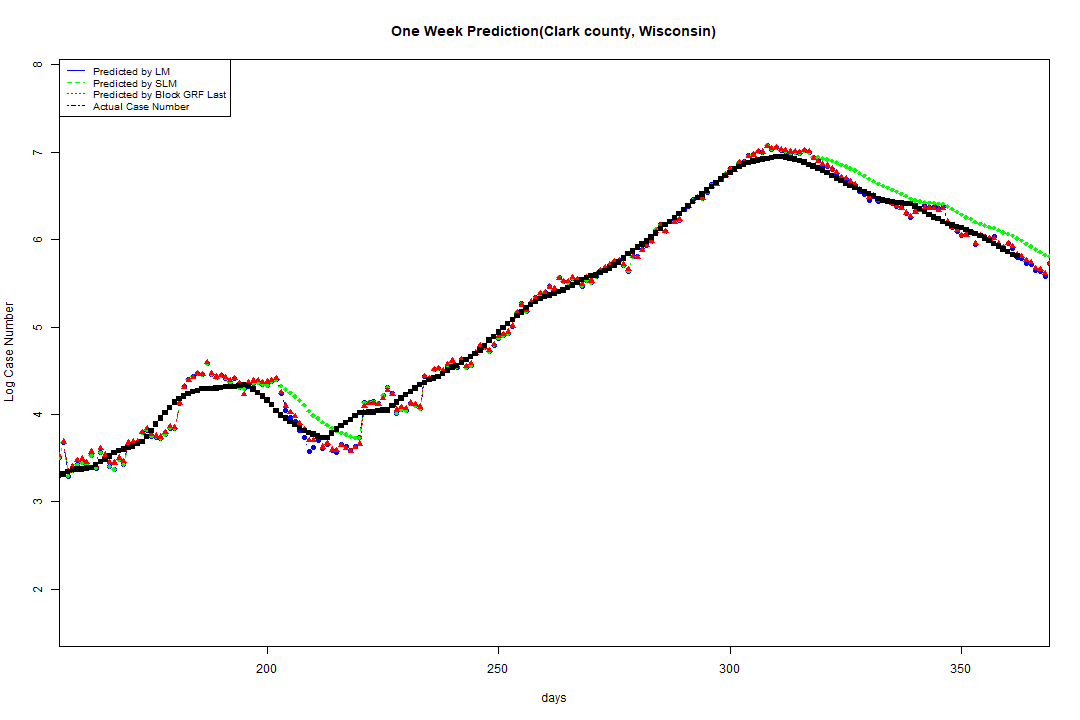 One Week Prediction(Clark county, Wisconsin)
Predicted by LM
Predicted by SLM
Predicted by Block GRF Last
Actual Case Number
8
7
6
5
4
3
2
Log Case Number
200 250 300 350
days